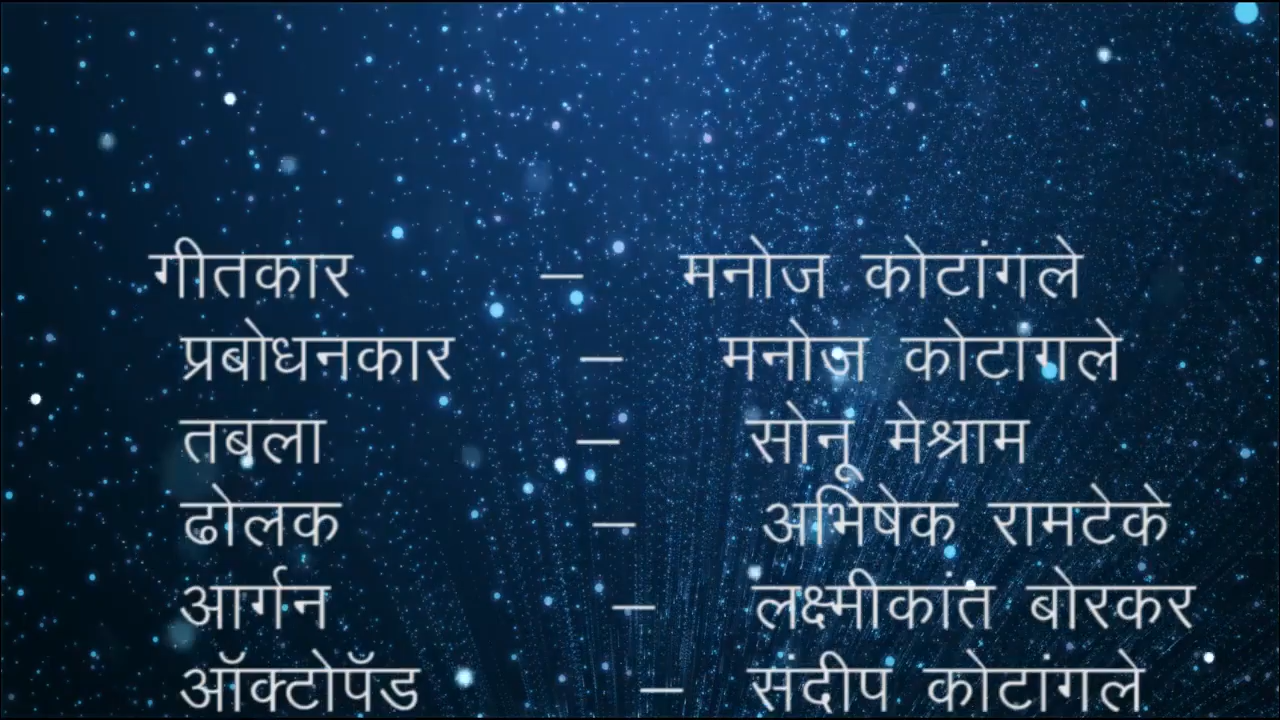 गीतकार – मनोज कोटांगले
प्रबोधनकार – मनोज कोटांगले
तबला – सोनू मेश्राम
ढोलक – अभिषेक रामटेके
आर्गन – लक्ष्मीकांत बोरकर
ऑक्टोपॅड – संदीप कोटांगले